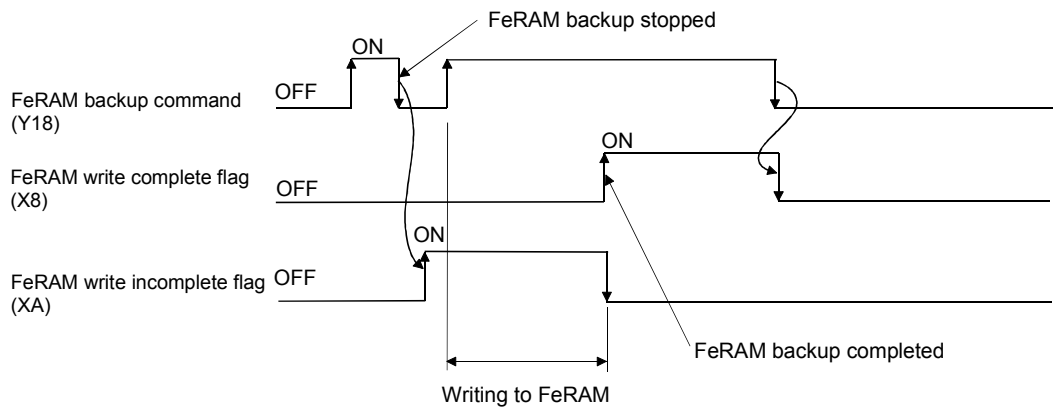 FeRAM backup stopped
ON
OFF
FeRAM backup command
(Y18)
ON
FeRAM write complete flag
(X8)
OFF
ON
FeRAM write incomplete flag
(XA)
OFF
FeRAM backup completed
Writing to FeRAM